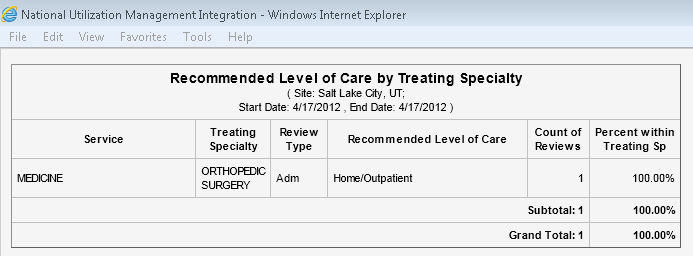 National Utilization Management Integration - Windows Internet Explorer
File Edit View Favorites Tools Help
Recommended Level of Care by Treating Specialty
( Site: Salt Lake City, UT;
Start Date: 4/17/2012 , End Date: 4/17/2012 )
Service Treating Specialty Review Type Recommended Level of Care Count of Reviews Percent within Treating Sp
MEDICINE ORTHOPEDIC SURGERY Adm Home/Outpatient 1 100.00%
Subtotal: 1 100.00%
Grand Total: 1 100.00%